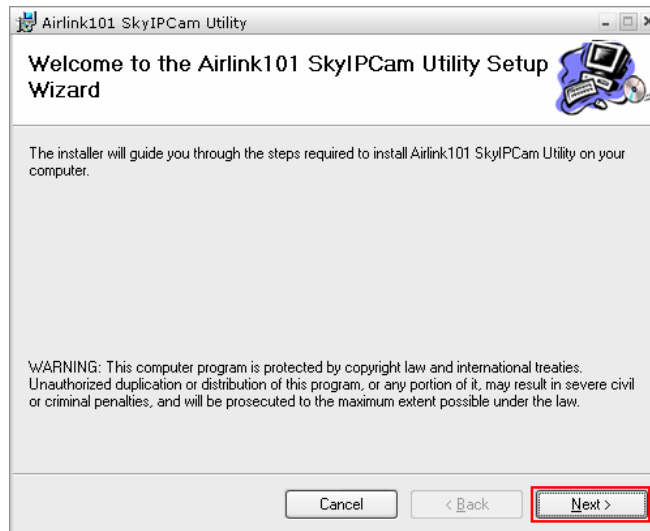 Airlink101 SkyIPCam Utility
Welcome to the Airlink101 SkyIPCam Utility Setup
Wizard
The installer will guide you through the steps required to install Airlink101 SkyIPCam Utility on your
computer.
WARNING: This computer program is protected by copyright law and international treaties.
Unauthorized duplication or distribution of this program, or any portion of it, may result in severe civil
or criminal penalties, and will be prosecuted to the maximum extent possible under the law.
Cancel
< Back
Next >